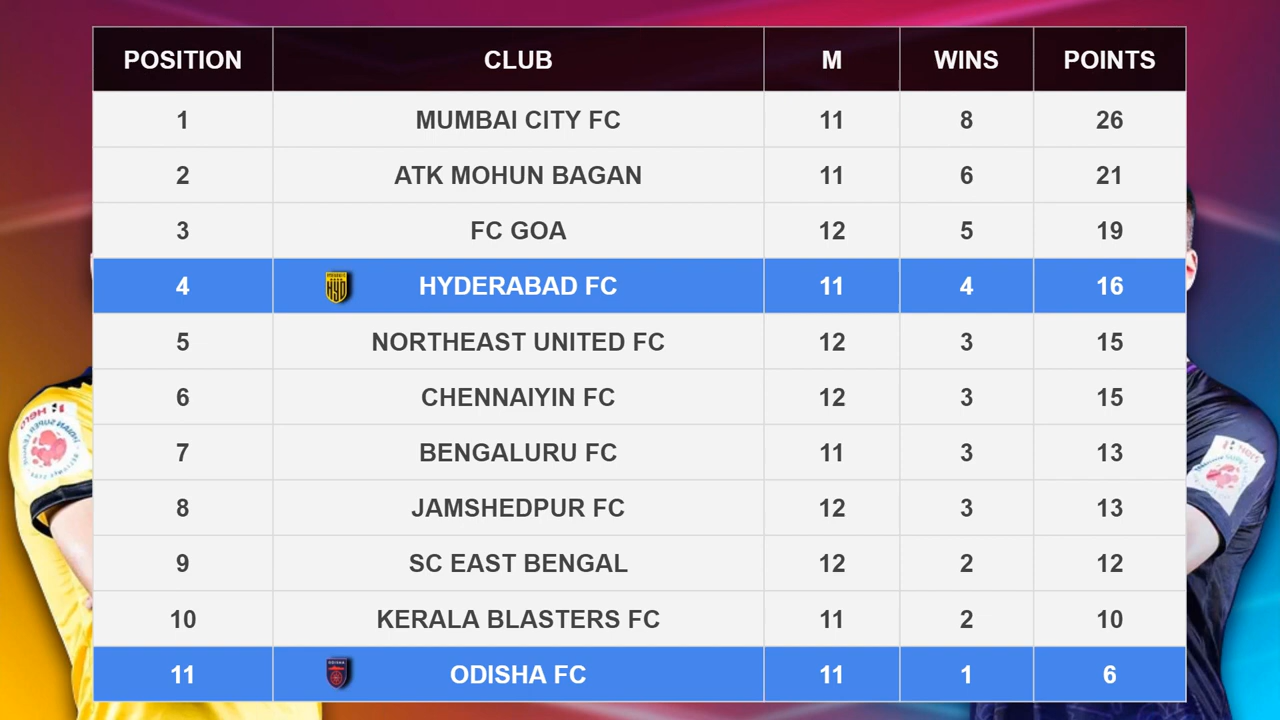 POSITION CLUB M WINS POINTS
1 MUMBAI CITY FC 11 8 26
2 ATK MOHUN BAGAN 11 6 21
3 FC GOA 12 5 19
4 HYD HYDERABAD FC 11 4 16
5 NORTHEAST UNITED FC 12 3 15
6 CHENNAIYIN FC 12 3 15
7 BENGALURU FC 11 3 13
8 JAMSHEDPUR FC 12 3 13
9 SC EAST BENGAL 12 2 12
10 KERALA BLASTERS FC 11 2 10
11 ODISHA ODISHA FC 11 1 6